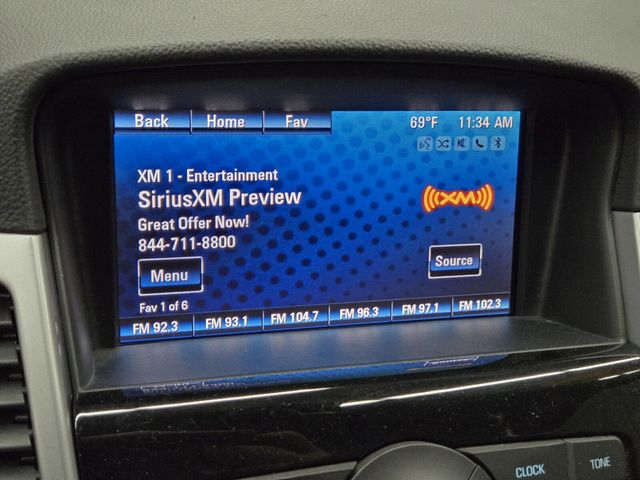 Back Home Fav 69°F 11:34 AM
XM 1 - Entertainment
SiriusXM Preview
((XM))
Great Offer Now!
844-711-8800
Menu Source
Fav 1 of 6
FM 92.3 FM 93.1 FM 104.7 FM 96.3 FM 97.1 FM 102.3
CLOCK TONE